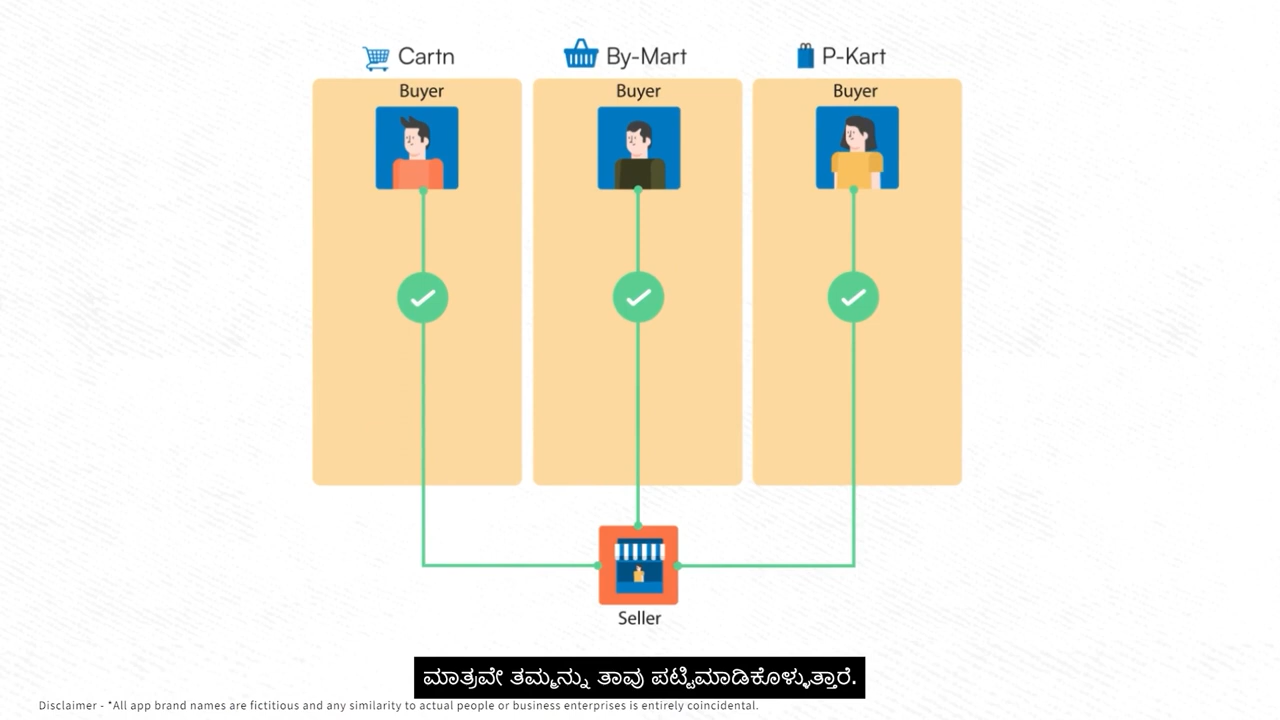 Cartn
By-Mart
P-Kart
Buyer
Buyer
Buyer
Seller
ಮಾತ್ರವೇ ತಮ್ಮನ್ನು ತಾವು ಪಟ್ಟಿಮಾಡಿಕೊಳ್ಳುತ್ತಾರೆ.
Disclaimer - *All app brand names are fictitious and any similarity to actual people or business enterprises is entirely coincidental.